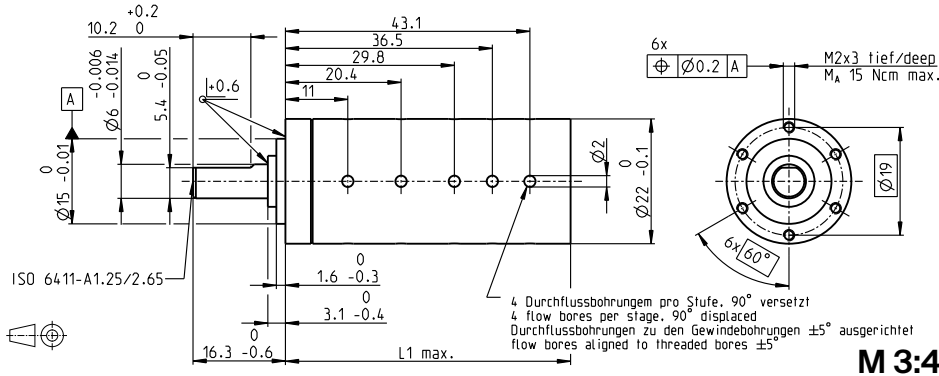 +0.2
10.2 0
-0.006
Ø6 -0.014
0
5.4 -0.05
+0.6
A
0
Ø15 -0.01
43.1
36.5
29.8
20.4
11
Ø2
0
Ø22 -0.1
6x
⌖ Ø0.2 A
M2x3 tief/deep
MA 15 Ncm max.
Ø19
6x 60°
ISO 6411-A1.25/2.65
0
1.6 -0.3
0
3.1 -0.4
0
16.3 -0.6
L1 max.
4 Durchflussbohrungem pro Stufe, 90° versetzt
4 flow bores per stage, 90° displaced
Durchflussbohrungen zu den Gewindebohrungen ±5° ausgerichtet
flow bores aligned to threaded bores ±5°
M 3:4